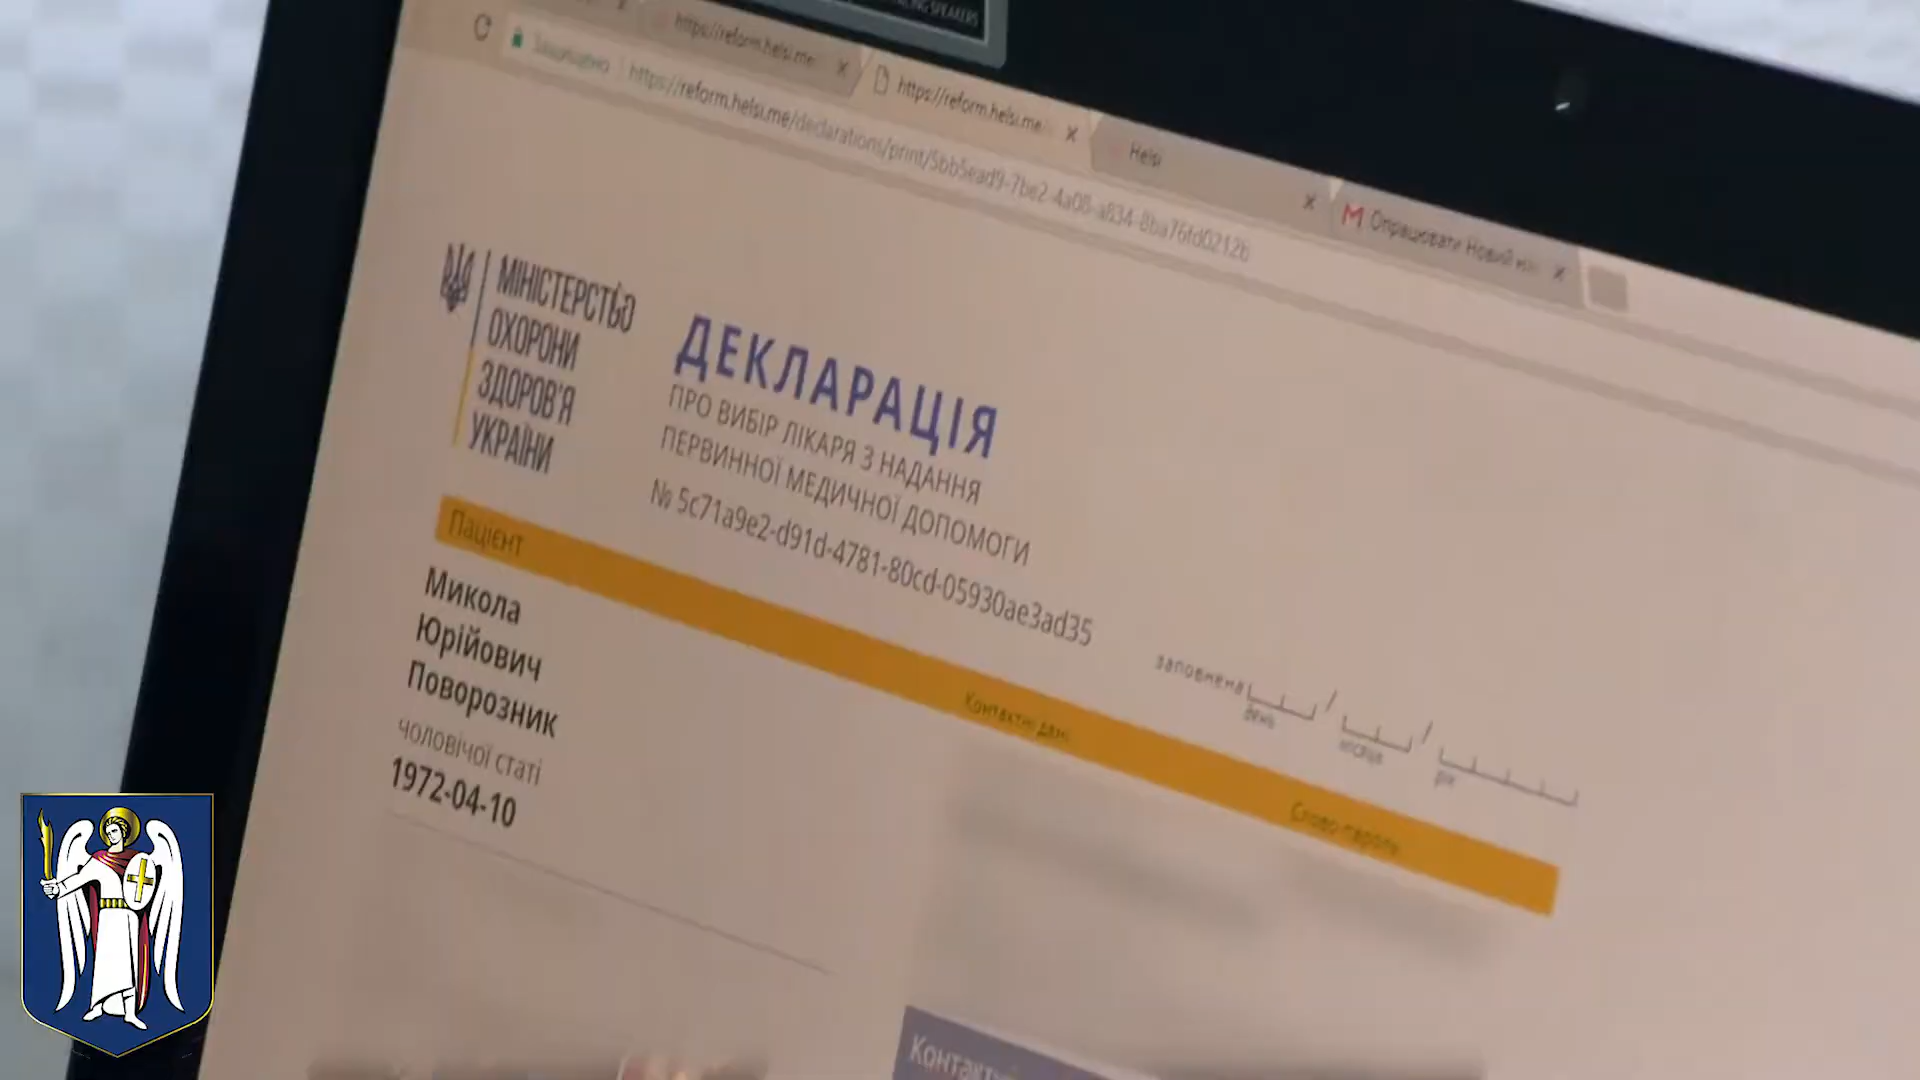 https://reform.helsi.me
https://reform.helsi.me
Helsi
Опрацювати Новий
Защищено
https://reform.helsi.me/declarations/print/5bb5ead9-7be2-4a08-a834-8ba76fd0212b
МІНІСТЕРСТВО
ОХОРОНИ
ЗДОРОВ'Я
УКРАЇНИ
ДЕКЛАРАЦІЯ
ПРО ВИБІР ЛІКАРЯ З НАДАННЯ
ПЕРВИННОЇ МЕДИЧНОЇ ДОПОМОГИ
№ 5c71a9e2-d91d-4781-80cd-05930ae3ad35
заповнена
день
місяць
рік
Пацієнт
Контактні дані
Слово-пароль
Микола
Юрійович
Поворозник
чоловічої статі
1972-04-10